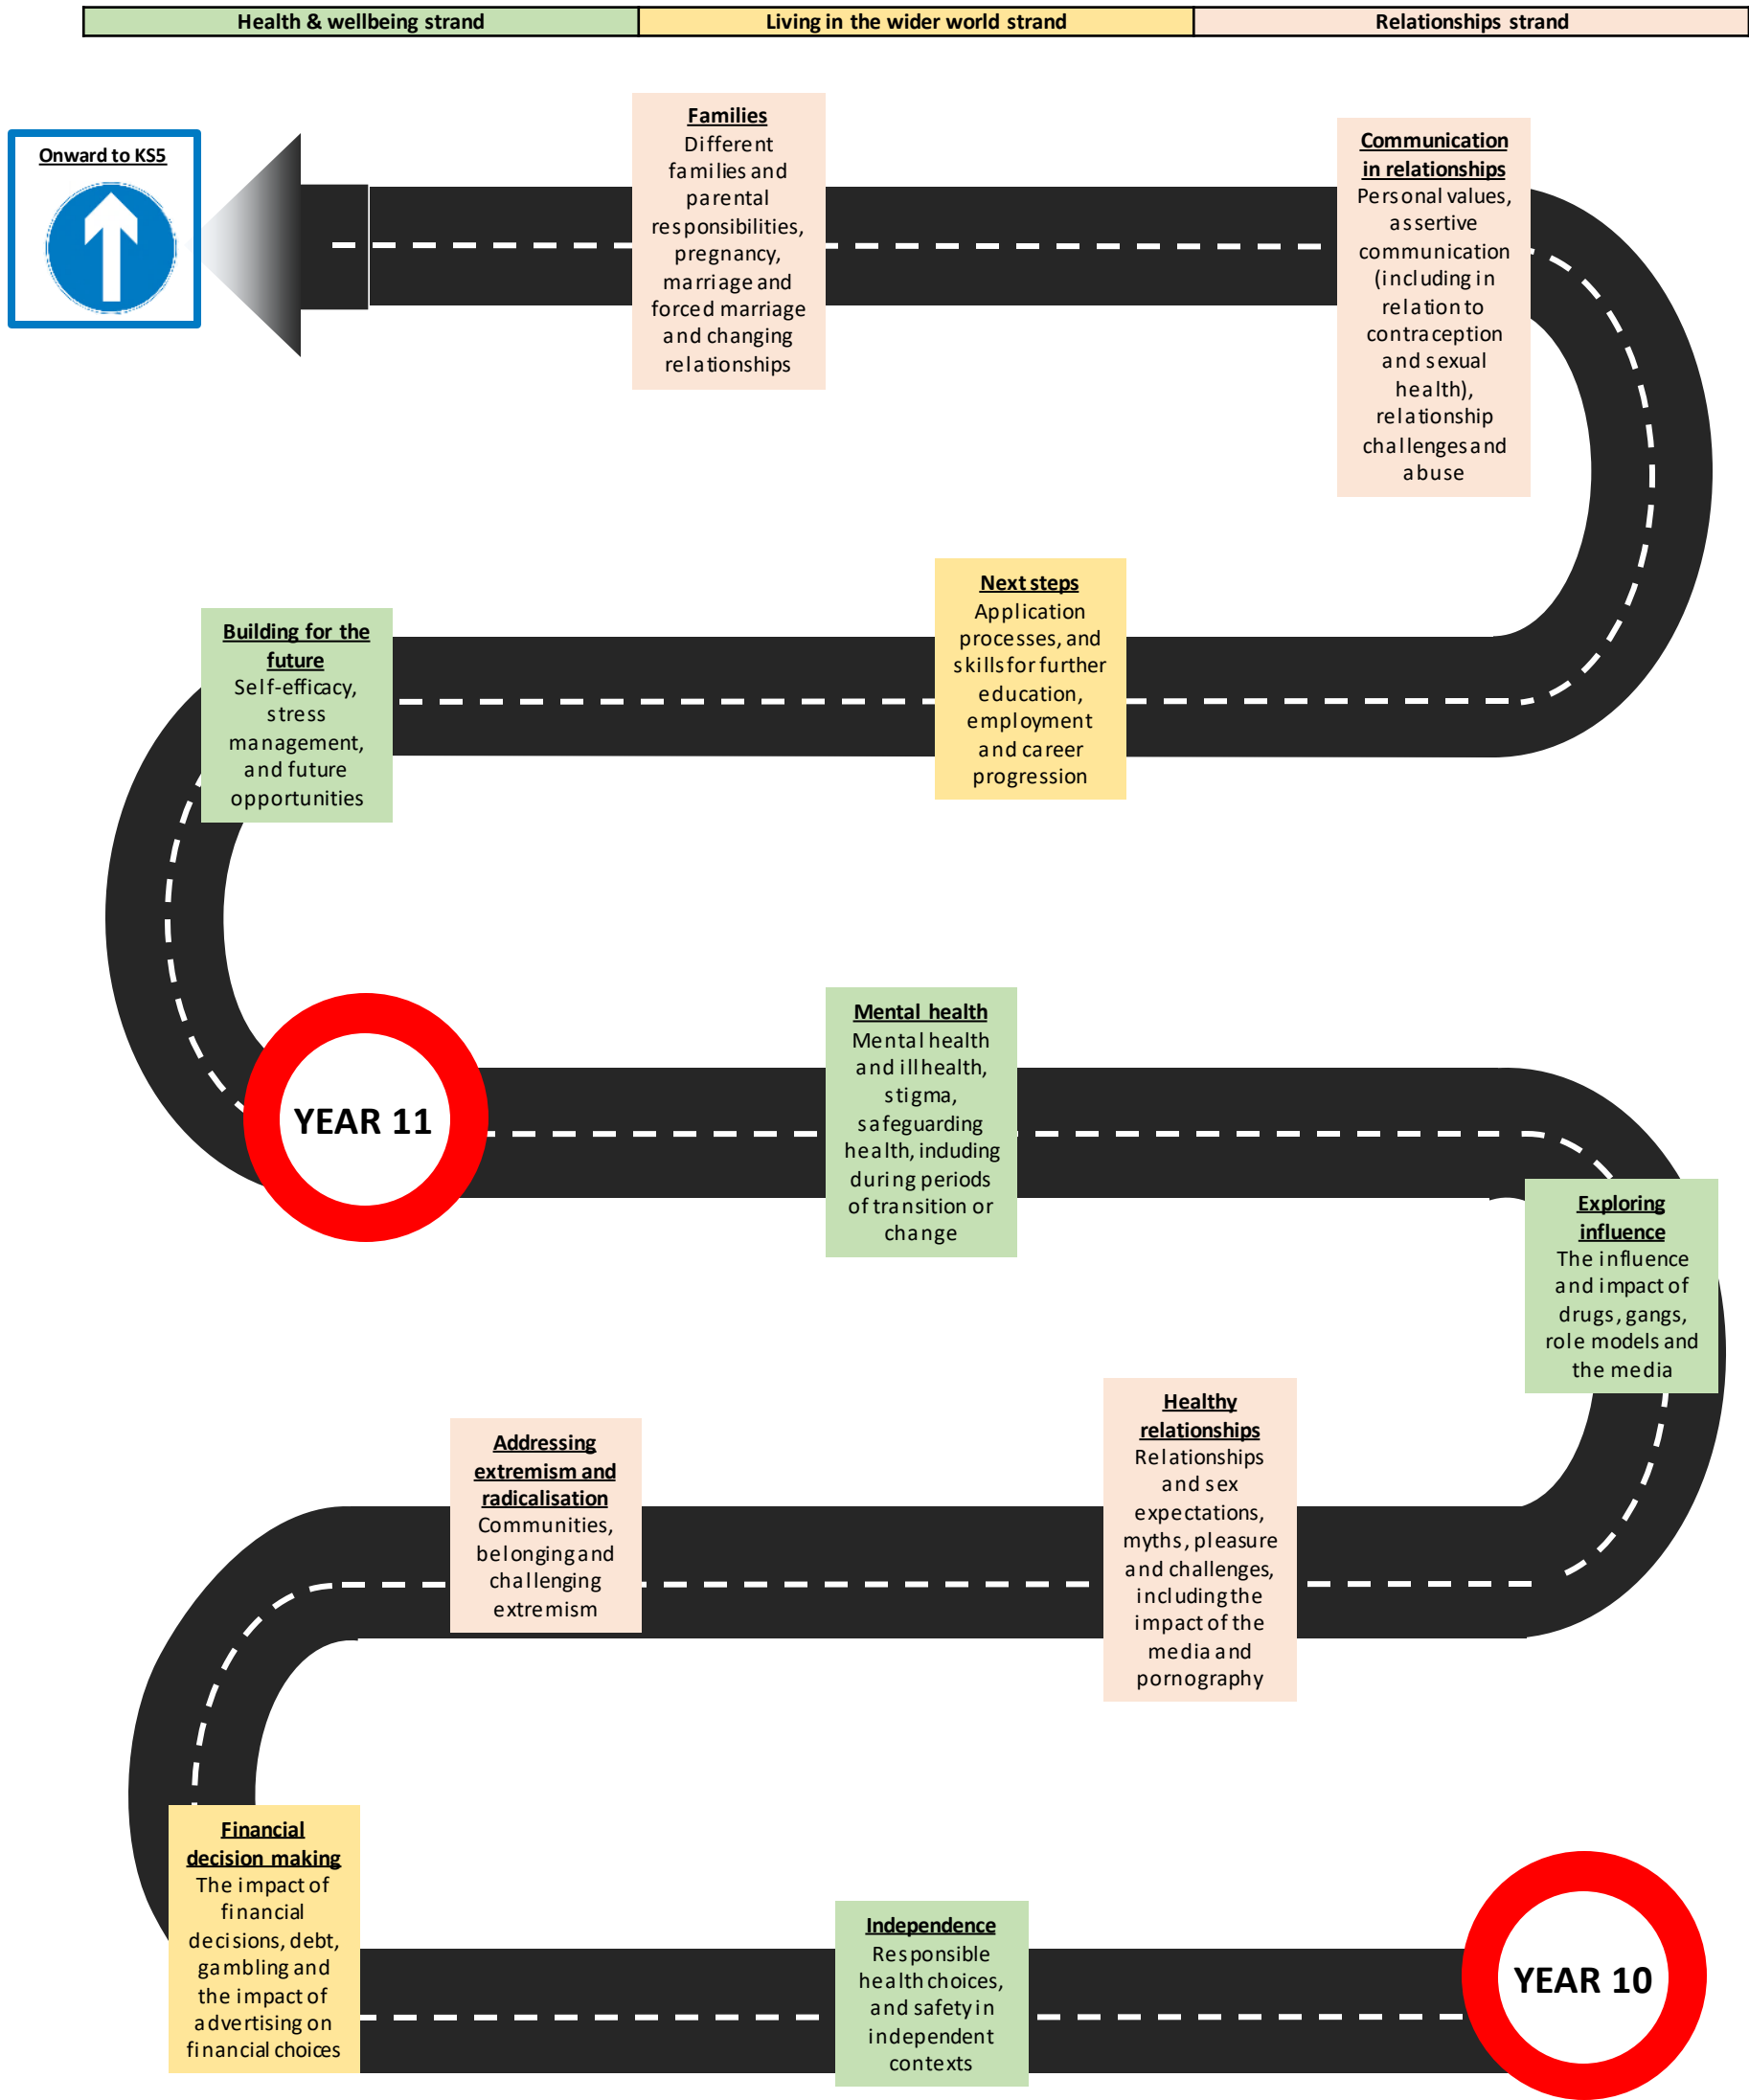 Health & wellbeing strand
Living in the wider world strand
Relationships strand
Onward to KS5
Families
Different
families and
parental
responsibilities,
pregnancy,
marriage and
forced marriage
and changing
relationships
Communication
in relationships
Personal values,
assertive
communication
(including in
relation to
contraception
and sexual
health),
relationship
challenges and
abuse
Next steps
Application
processes, and
skills for further
education,
employment
and career
progression
Building for the
future
Self-efficacy,
stress
management,
and future
opportunities
Mental health
Mental health
and ill health,
stigma,
safeguarding
health, including
during periods
of transition or
change
YEAR 11
Exploring
influence
The influence
and impact of
drugs, gangs,
role models and
the media
Healthy
relationships
Relationships
and sex
expectations,
myths, pleasure
and challenges,
including the
impact of the
media and
pornography
Addressing
extremism and
radicalisation
Communities,
belonging and
challenging
extremism
Financial
decision making
The impact of
financial
decisions, debt,
gambling and
the impact of
advertising on
financial choices
Independence
Responsible
health choices,
and safety in
independent
contexts
YEAR 10